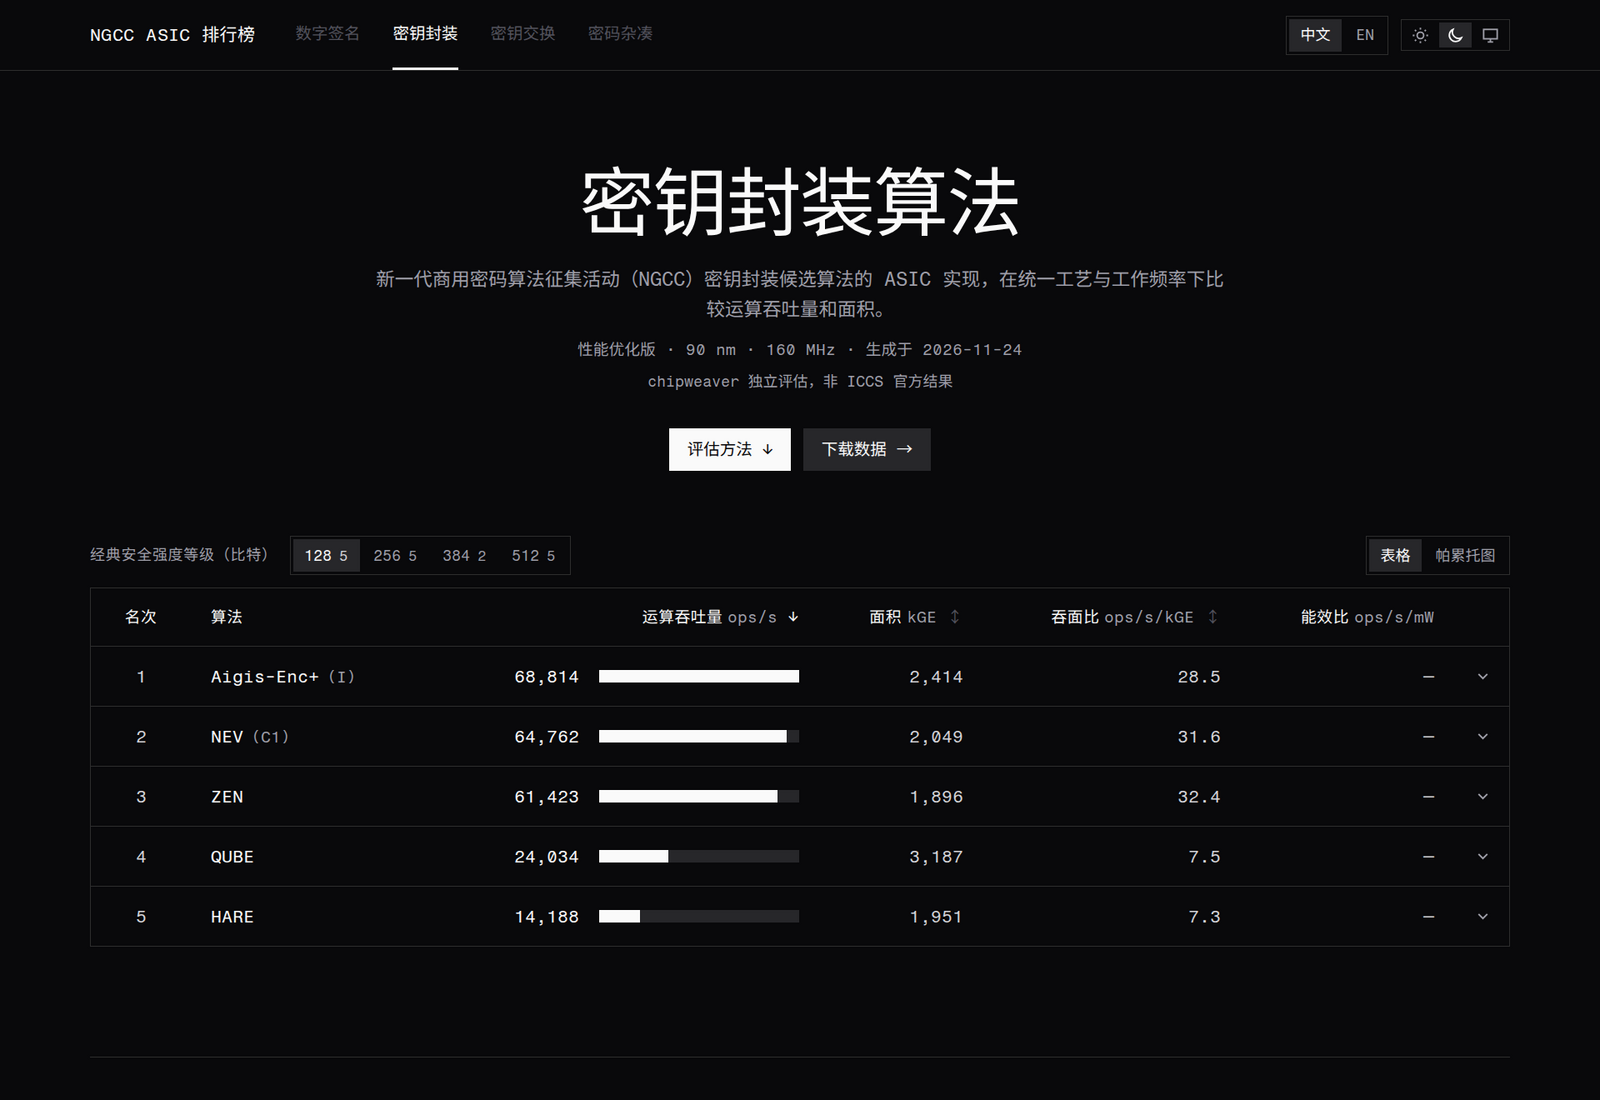 NGCC ASIC 排行榜 数字签名 密钥封装 密钥交换 密码杂凑 中文 EN
密钥封装算法
新一代商用密码算法征集活动（NGCC）密钥封装候选算法的 ASIC 实现，在统一工艺与工作频率下比
较运算吞吐量和面积。
性能优化版 · 90 nm · 160 MHz · 生成于 2026-11-24
chipweaver 独立评估，非 ICCS 官方结果
评估方法 ↓ 下载数据 →
经典安全强度等级（比特） 128 5 256 5 384 2 512 5 表格 帕累托图
名次 算法 运算吞吐量 ops/s ↓ 面积 kGE ↕ 吞面比 ops/s/kGE ↕ 能效比 ops/s/mW
1 Aigis-Enc+ (I) 68,814 2,414 28.5 —
2 NEV (C1) 64,762 2,049 31.6 —
3 ZEN 61,423 1,896 32.4 —
4 QUBE 24,034 3,187 7.5 —
5 HARE 14,188 1,951 7.3 —